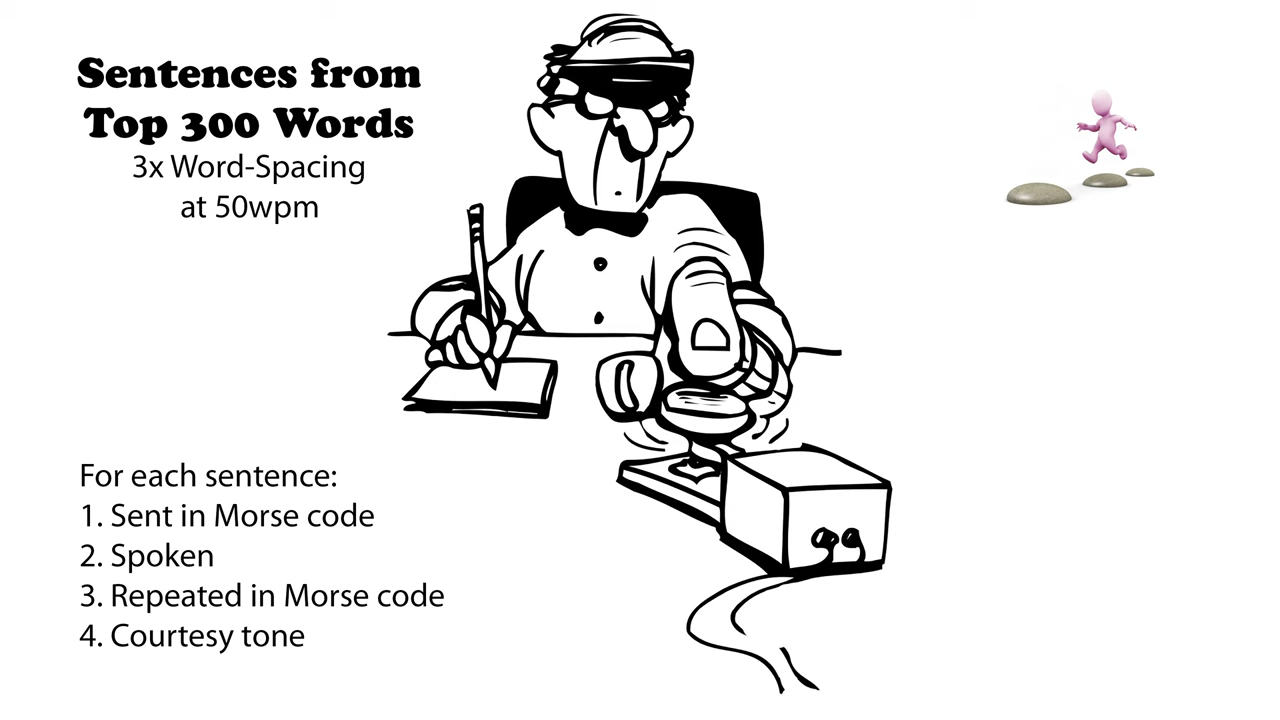 Sentences from
Top 300 Words
3x Word-Spacing
at 50wpm
For each sentence:
1. Sent in Morse code
2. Spoken
3. Repeated in Morse code
4. Courtesy tone